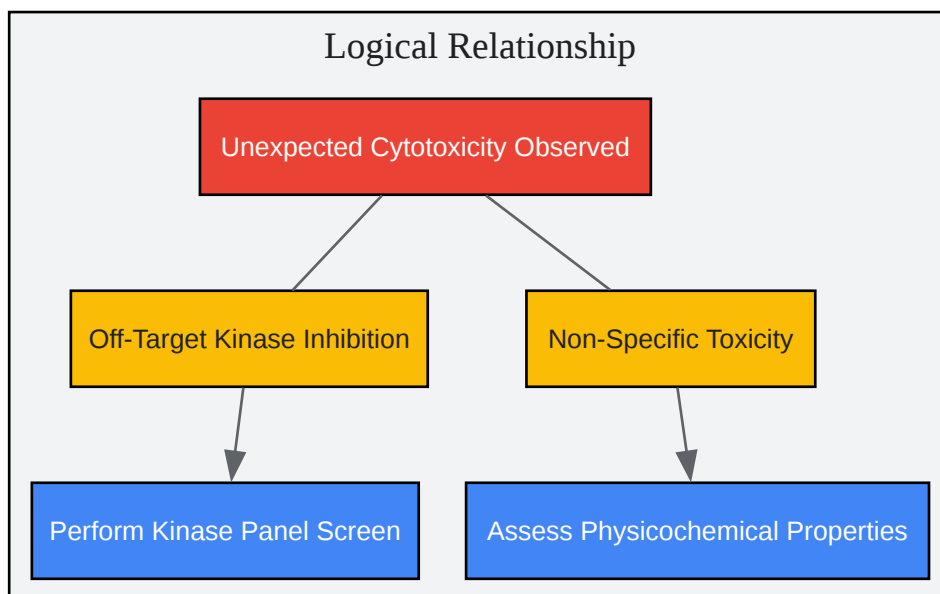 Logical Relationship
Unexpected Cytotoxicity Observed
Off-Target Kinase Inhibition
Non-Specific Toxicity
Perform Kinase Panel Screen
Assess Physicochemical Properties